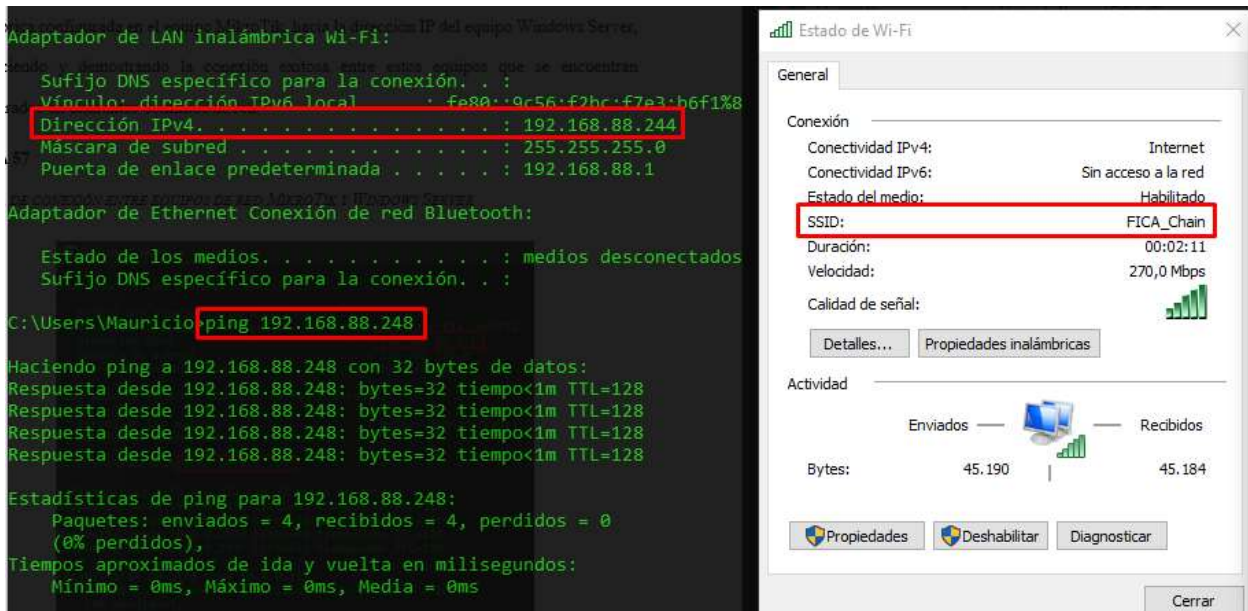 Adaptador de LAN inalámbrica Wi-Fi:
Sufijo DNS específico para la conexión. . :
Vínculo: dirección IPv6 local . . . : fe80::9c56:f2bc:f7e3:b6f1%8
Dirección IPv4. . . . . . . . . . . . . . : 192.168.88.244
Máscara de subred . . . . . . . . . . . . : 255.255.255.0
Puerta de enlace predeterminada . . . . . : 192.168.88.1
Adaptador de Ethernet Conexión de red Bluetooth:
Estado de los medios. . . . . . . . . . . : medios desconectados
Sufijo DNS específico para la conexión. . :
C:\Users\Mauricio>ping 192.168.88.248
Haciendo ping a 192.168.88.248 con 32 bytes de datos:
Respuesta desde 192.168.88.248: bytes=32 tiempo<1m TTL=128
Respuesta desde 192.168.88.248: bytes=32 tiempo<1m TTL=128
Respuesta desde 192.168.88.248: bytes=32 tiempo<1m TTL=128
Respuesta desde 192.168.88.248: bytes=32 tiempo<1m TTL=128
Estadísticas de ping para 192.168.88.248:
Paquetes: enviados = 4, recibidos = 4, perdidos = 0
(0% perdidos),
Tiempos aproximados de ida y vuelta en milisegundos:
Mínimo = 0ms, Máximo = 0ms, Media = 0ms
Estado de Wi-Fi
General
Conexión
Conectividad IPv4: Internet
Conectividad IPv6: Sin acceso a la red
Estado del medio: Habilitado
SSID: FICA_Chain
Duración: 00:02:11
Velocidad: 270,0 Mbps
Calidad de señal:
Detalles... Propiedades inalámbricas
Actividad
Enviados Recibidos
Bytes: 45.190 45.184
Propiedades Deshabilitar Diagnosticar
Cerrar